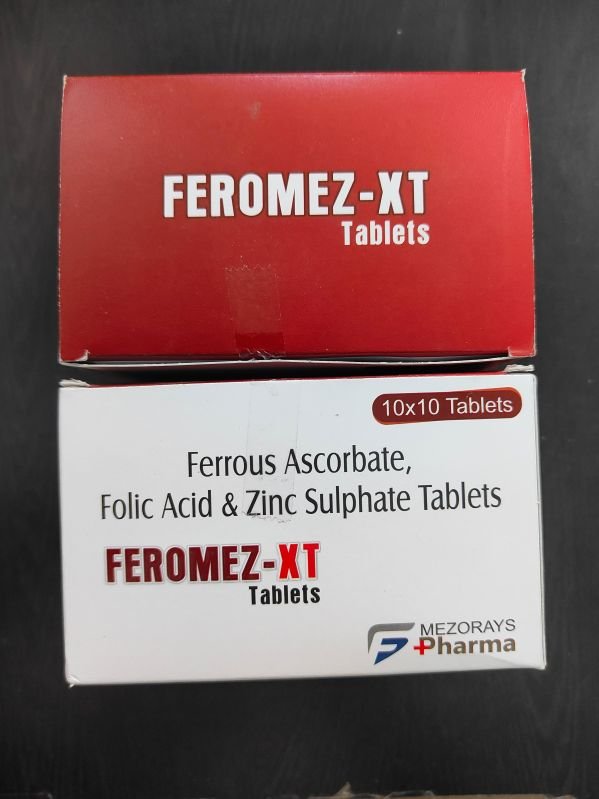 FEROMEZ-XT
Tablets
10x10 Tablets
Ferrous Ascorbate,
Folic Acid & Zinc Sulphate Tablets
FEROMEZ-XT
Tablets
MEZORAYS
Pharma